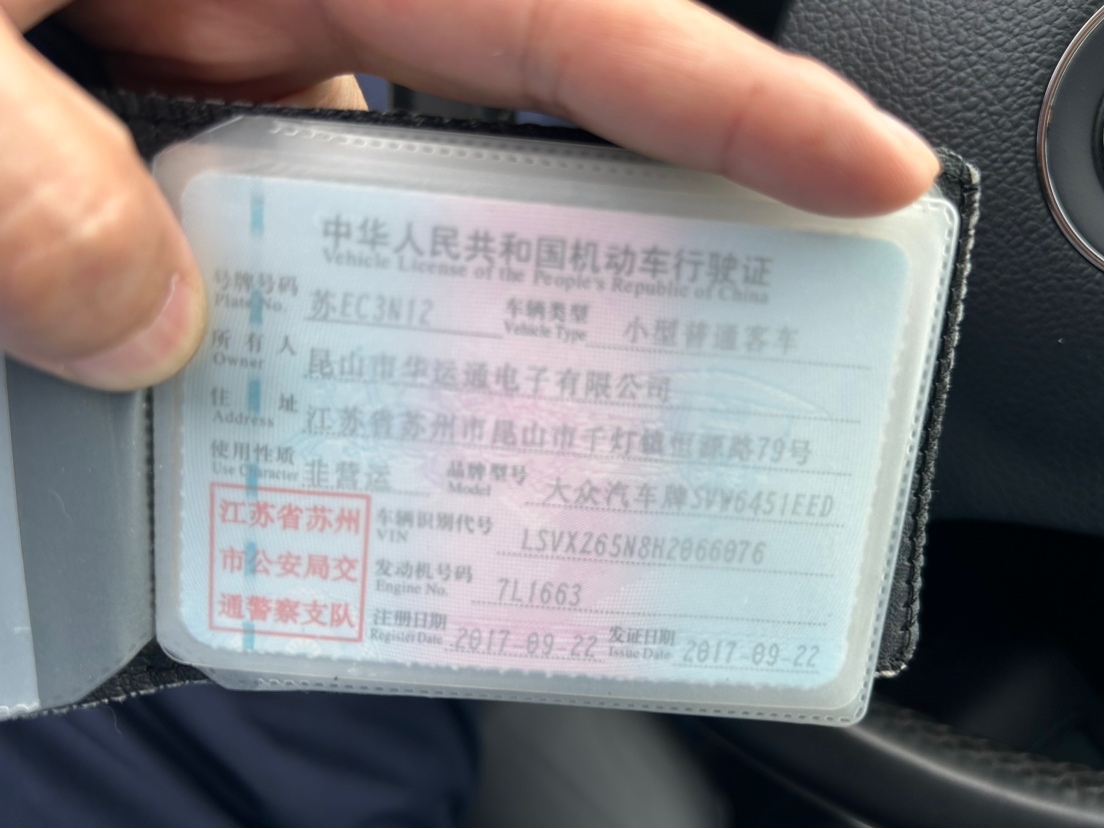 中华人民共和国机动车行驶证
Vehicle License of the People's Republic of China
号牌号码 苏EC3N12 车辆类型 小型普通客车
Plate No. Vehicle Type
所有人 昆山市华运通电子有限公司
Owner
住址 江苏省苏州市昆山市千灯镇恒源路79号
Address
使用性质 非营运 品牌型号 大众汽车牌SVW6451EED
Use Character Model
江苏省苏州
市公安局交
通警察支队
车辆识别代号 LSVXZ65N8H2066076
VIN
发动机号码 7L1663
Engine No.
注册日期 2017-09-22 发证日期 2017-09-22
Register Date Issue Date